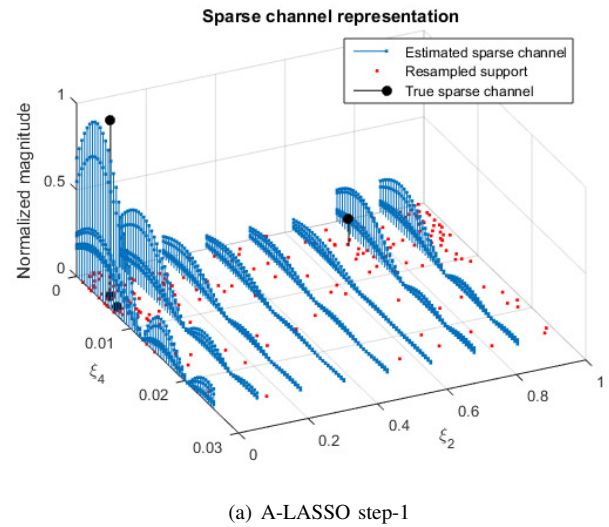 Sparse channel representation
Estimated sparse channel
Resampled support
True sparse channel
Normalized magnitude
1
0.5
0
0
0.01
0.02
0.03
ξ4
0
0.2
0.4
0.6
0.8
1
ξ2
(a) A-LASSO step-1